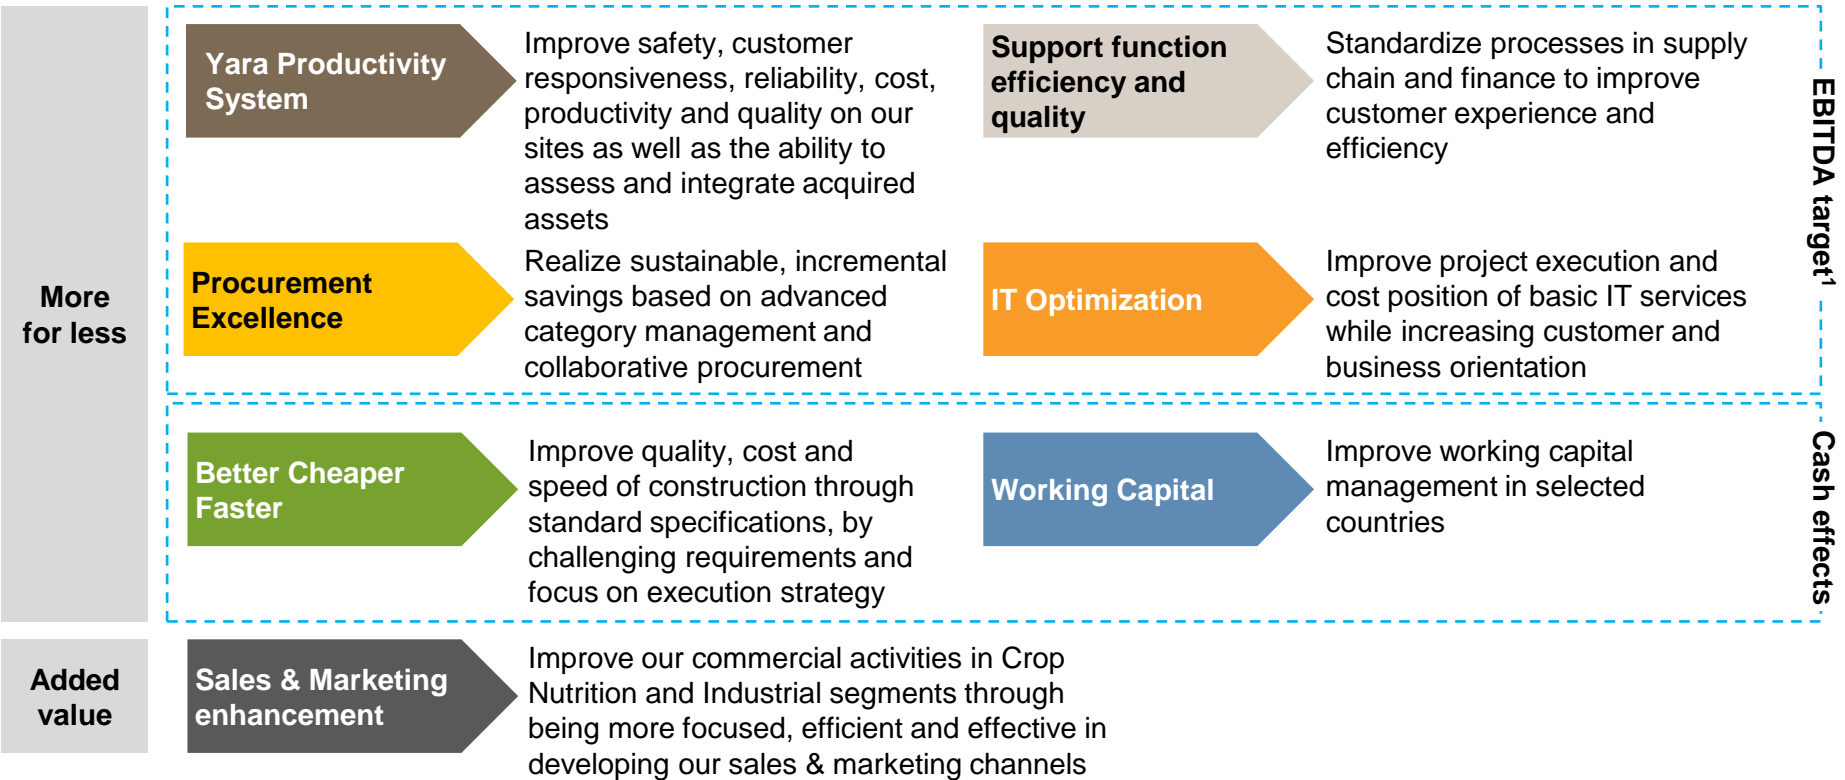 More
for less
Yara Productivity
System
Improve safety, customer
responsiveness, reliability, cost,
productivity and quality on our
sites as well as the ability to
assess and integrate acquired
assets
Support function
efficiency and
quality
Standardize processes in supply
chain and finance to improve
customer experience and
efficiency
Procurement
Excellence
Realize sustainable, incremental
savings based on advanced
category management and
collaborative procurement
IT Optimization
Improve project execution and
cost position of basic IT services
while increasing customer and
business orientation
EBITDA target¹
Better Cheaper
Faster
Improve quality, cost and
speed of construction through
standard specifications, by
challenging requirements and
focus on execution strategy
Working Capital
Improve working capital
management in selected
countries
Cash effects
Added
value
Sales & Marketing
enhancement
Improve our commercial activities in Crop
Nutrition and Industrial segments through
being more focused, efficient and effective in
developing our sales & marketing channels